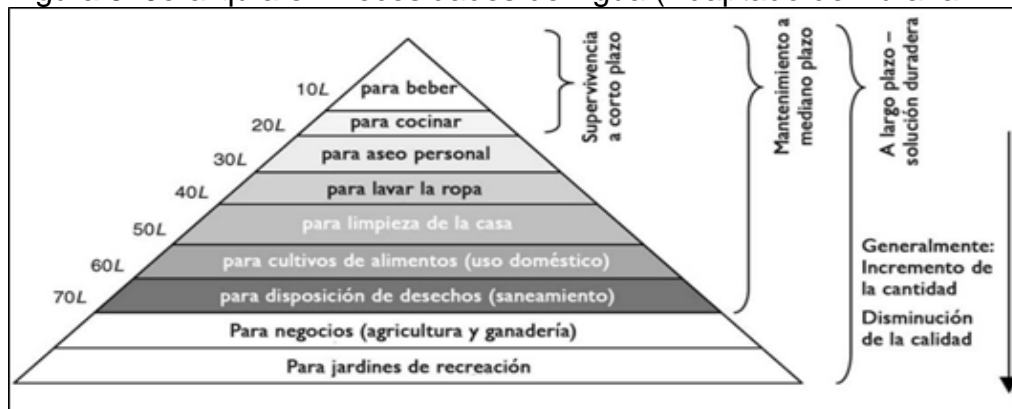 10L
para beber
20L
para cocinar
30L
para aseo personal
40L
para lavar la ropa
50L
para limpieza de la casa
60L
para cultivos de alimentos (uso doméstico)
70L
para disposición de desechos (saneamiento)
Para negocios (agricultura y ganadería)
Para jardines de recreación
Supervivencia
a corto plazo
Mantenimiento a
mediano plazo
A largo plazo –
solución duradera
Generalmente:
Incremento de
la cantidad
Disminución
de la calidad